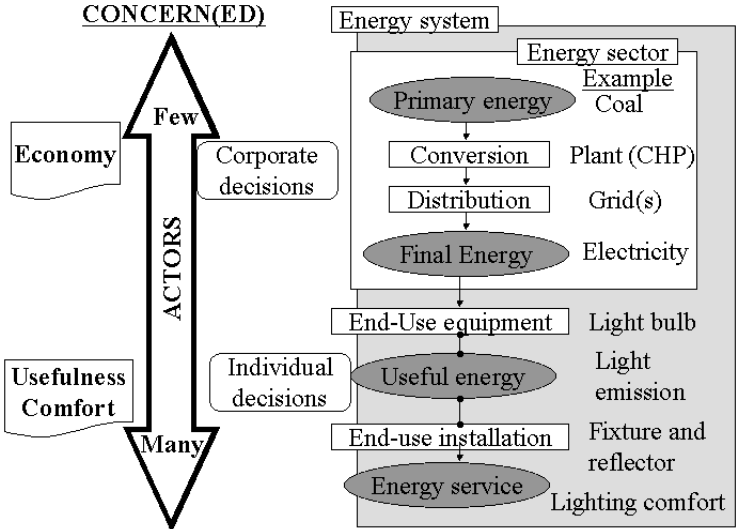 CONCERN(ED)
Few
Economy
Corporate
decisions
ACTORS
Individual
decisions
Usefulness
Comfort
Many
Energy system
Energy sector
Example
Primary energy
Coal
Conversion
Plant (CHP)
Distribution
Grid(s)
Final Energy
Electricity
End-Use equipment
Light bulb
Useful energy
Light
emission
End-use installation
Fixture and
reflector
Energy service
Lighting comfort